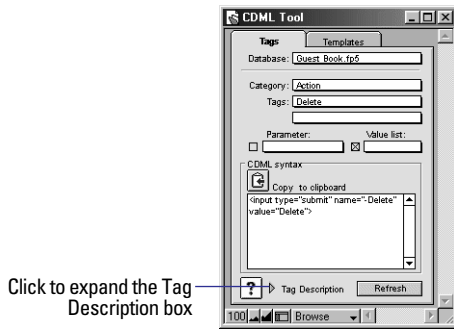 CDML Tool
Tags
Templates
Database: Guest Book.fp5
Category: Action
Tags: Delete
Parameter:
Value list:
CDML syntax
Copy to clipboard
<input type="submit" name="-Delete"
value="Delete">
Click to expand the Tag
Description box
? Tag Description
Refresh
100
Browse